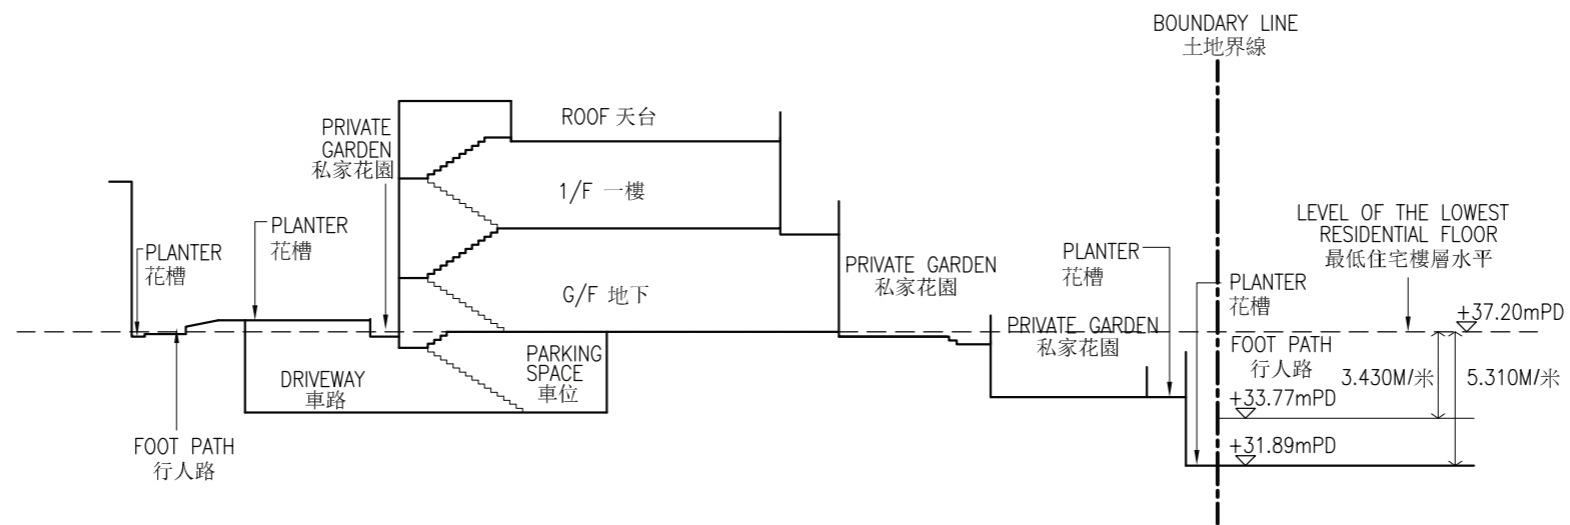 BOUNDARY LINE
土地界線
ROOF 天台
PRIVATE
GARDEN
私家花園
1/F 一樓
PLANTER
花槽
PLANTER
花槽
G/F 地下
PRIVATE GARDEN
私家花園
PLANTER
花槽
LEVEL OF THE LOWEST
RESIDENTIAL FLOOR
最低住宅樓層水平
PLANTER
花槽
+37.20mPD
PRIVATE GARDEN
私家花園
FOOT PATH
行人路
3.430M/米
5.310M/米
PARKING
SPACE
車位
DRIVEWAY
車路
+33.77mPD
FOOT PATH
行人路
+31.89mPD